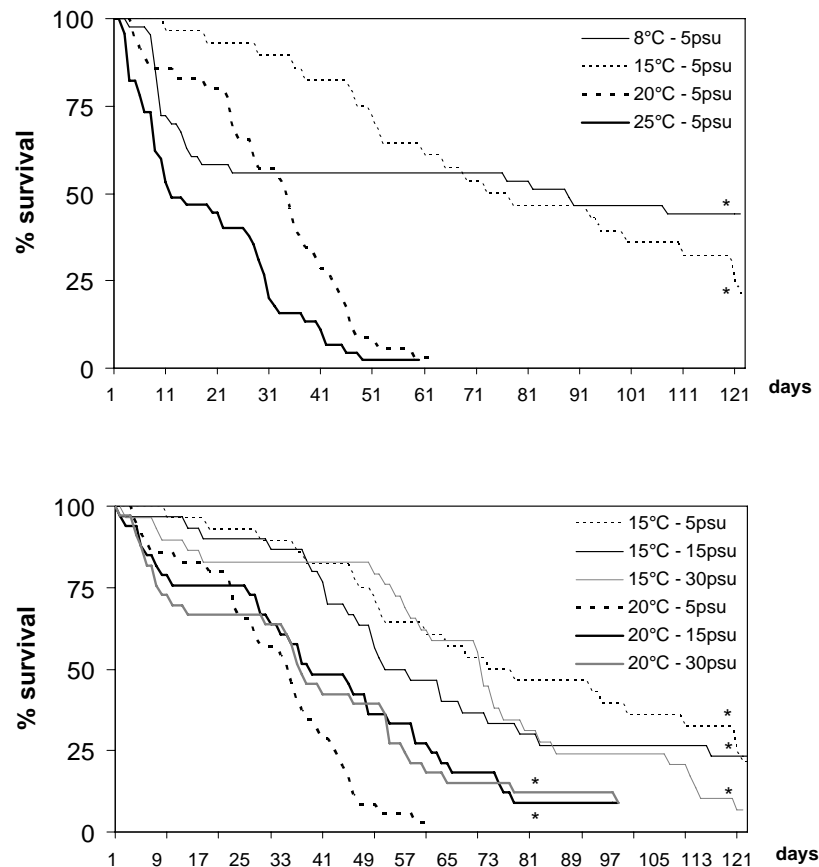 100
75
50
25
0
% survival
8°C - 5psu
15°C - 5psu
20°C - 5psu
25°C - 5psu
*
*
1 11 21 31 41 51 61 71 81 91 101 111 121 days
100
75
50
25
0
% survival
15°C - 5psu
15°C - 15psu
15°C - 30psu
20°C - 5psu
20°C - 15psu
20°C - 30psu
*
*
*
*
*
1 9 17 25 33 41 49 57 65 73 81 89 97 105 113 121 days